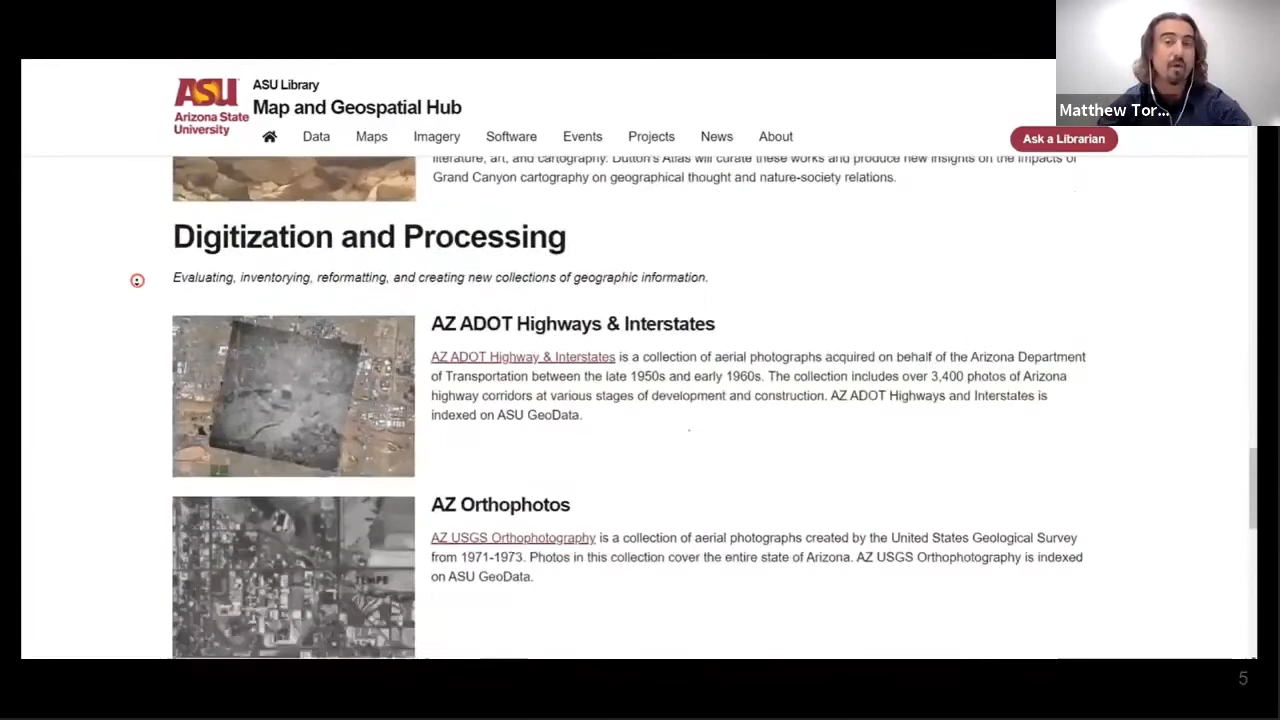 Matthew Tor...
ASU
Arizona State
University
ASU Library
Map and Geospatial Hub
Data Maps Imagery Software Events Projects News About
Ask a Librarian
literature, art, and cartography. Dutton's Atlas will curate these works and produce new insights on the impacts of
Grand Canyon cartography on geographical thought and nature-society relations.
Digitization and Processing
Evaluating, inventorying, reformatting, and creating new collections of geographic information.
AZ ADOT Highways & Interstates
AZ ADOT Highway & Interstates is a collection of aerial photographs acquired on behalf of the Arizona Department
of Transportation between the late 1950s and early 1960s. The collection includes over 3,400 photos of Arizona
highway corridors at various stages of development and construction. AZ ADOT Highways and Interstates is
indexed on ASU GeoData.
AZ Orthophotos
AZ USGS Orthophotography is a collection of aerial photographs created by the United States Geological Survey
from 1971-1973. Photos in this collection cover the entire state of Arizona. AZ USGS Orthophotography is indexed
on ASU GeoData.
TEMPE
5